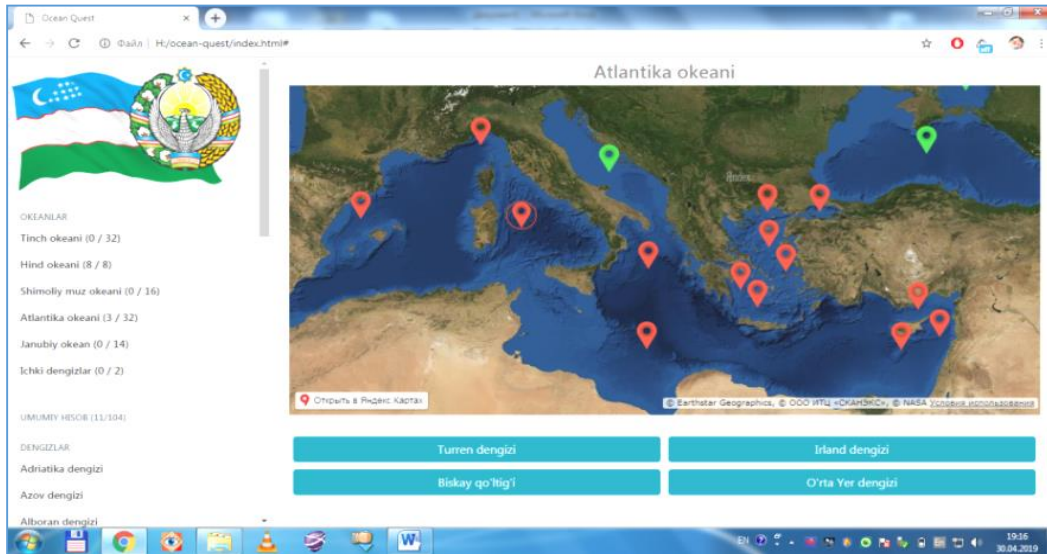 Ocean Quest
Файл | H:/ocean-quest/index.html#
Atlantika okeani
OKEANLAR
Tinch okeani (0 / 32)
Hind okeani (8 / 8)
Shimoliy muz okeani (0 / 16)
Atlantika okeani (3 / 32)
Janubiy okean (0 / 14)
Ichki dengizlar (0 / 2)
UMUMIY HISOB (11/104)
DENGIZLAR
Adriatika dengizi
Azov dengizi
Alboran dengizi
Открыть в Яндекс Картах
© Earthstar Geographics, © ООО ИТЦ «СКАНЭКС», © NASA Условия использования
Turren dengizi
Irland dengizi
Biskay qo'ltig'i
O'rta Yer dengizi
EN
19:16
30.04.2019